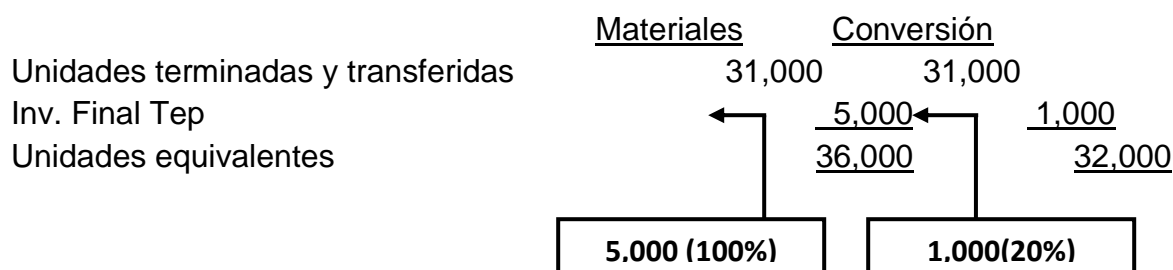 Materiales Conversión
Unidades terminadas y transferidas 31,000 31,000
Inv. Final Tep 5,000 1,000
Unidades equivalentes 36,000 32,000
5,000 (100%) 1,000(20%)